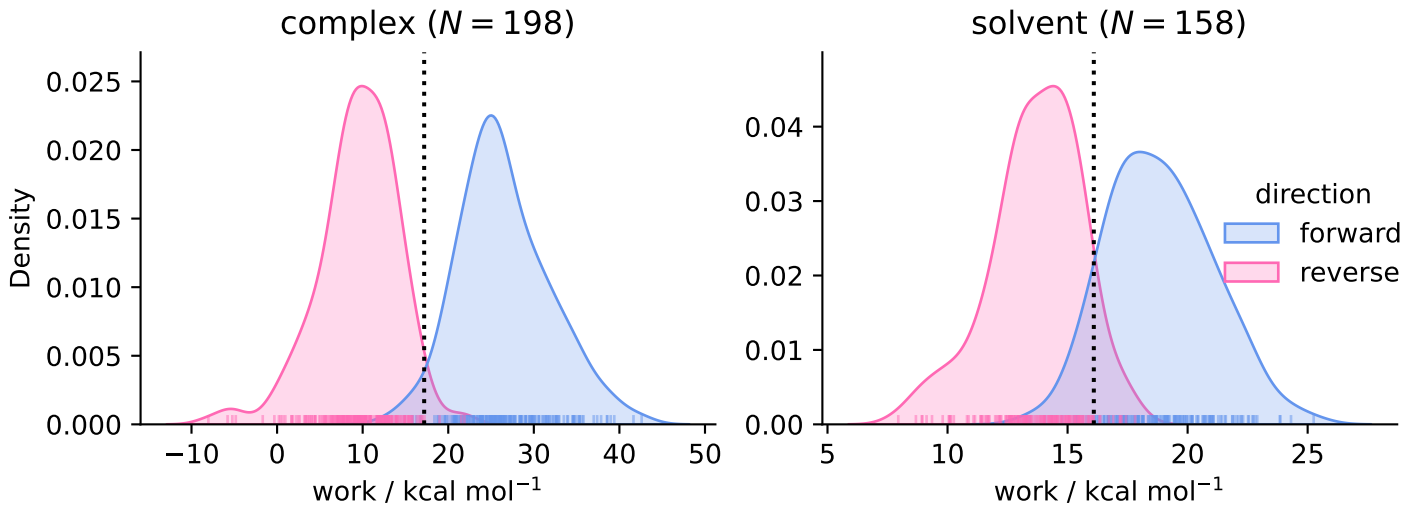 complex (N = 198)
Density
0.025
0.020
0.015
0.010
0.005
0.000
−10 0 10 20 30 40 50
work / kcal mol⁻¹
solvent (N = 158)
0.04
0.03
0.02
0.01
0.00
5 10 15 20 25
work / kcal mol⁻¹
direction
forward
reverse